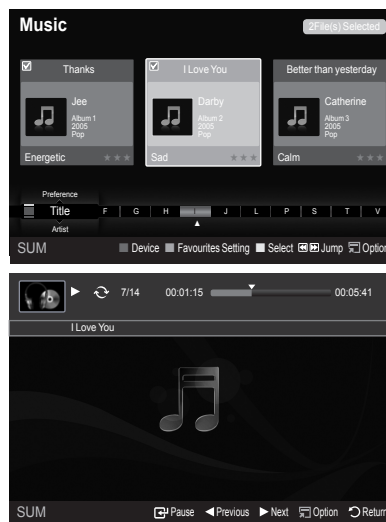 Music
2File(s) Selected
Thanks
I Love You
Better than yesterday
Jee
Album 1
2005
Pop
Darby
Album 2
2005
Pop
Catherine
Album 3
2005
Pop
Energetic
Sad
Calm
Preference
Title F G H I J L P S T V
Artist
SUM Device Favourites Setting Select Jump Option
7/14 00:01:15 00:05:41
I Love You
SUM Pause Previous Next Option Return